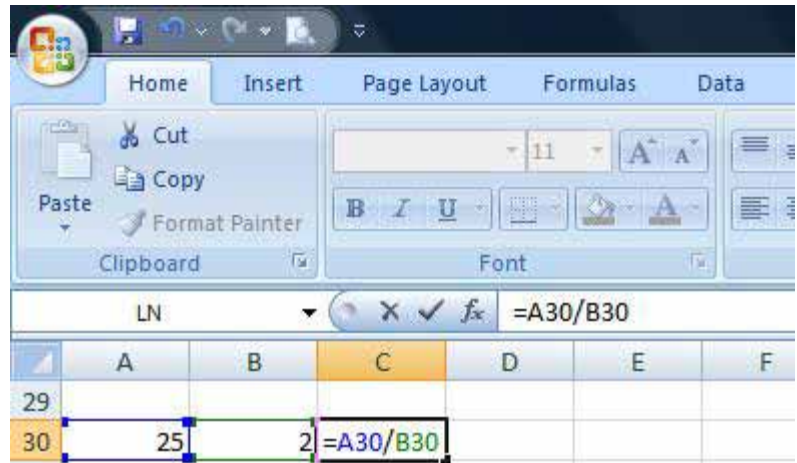 Home Insert Page Layout Formulas Data
Cut
Copy
Paste
Format Painter
Clipboard
11 A A
B I U A
Font
LN fx =A30/B30
A B C D E F
29
30 25 2 =A30/B30